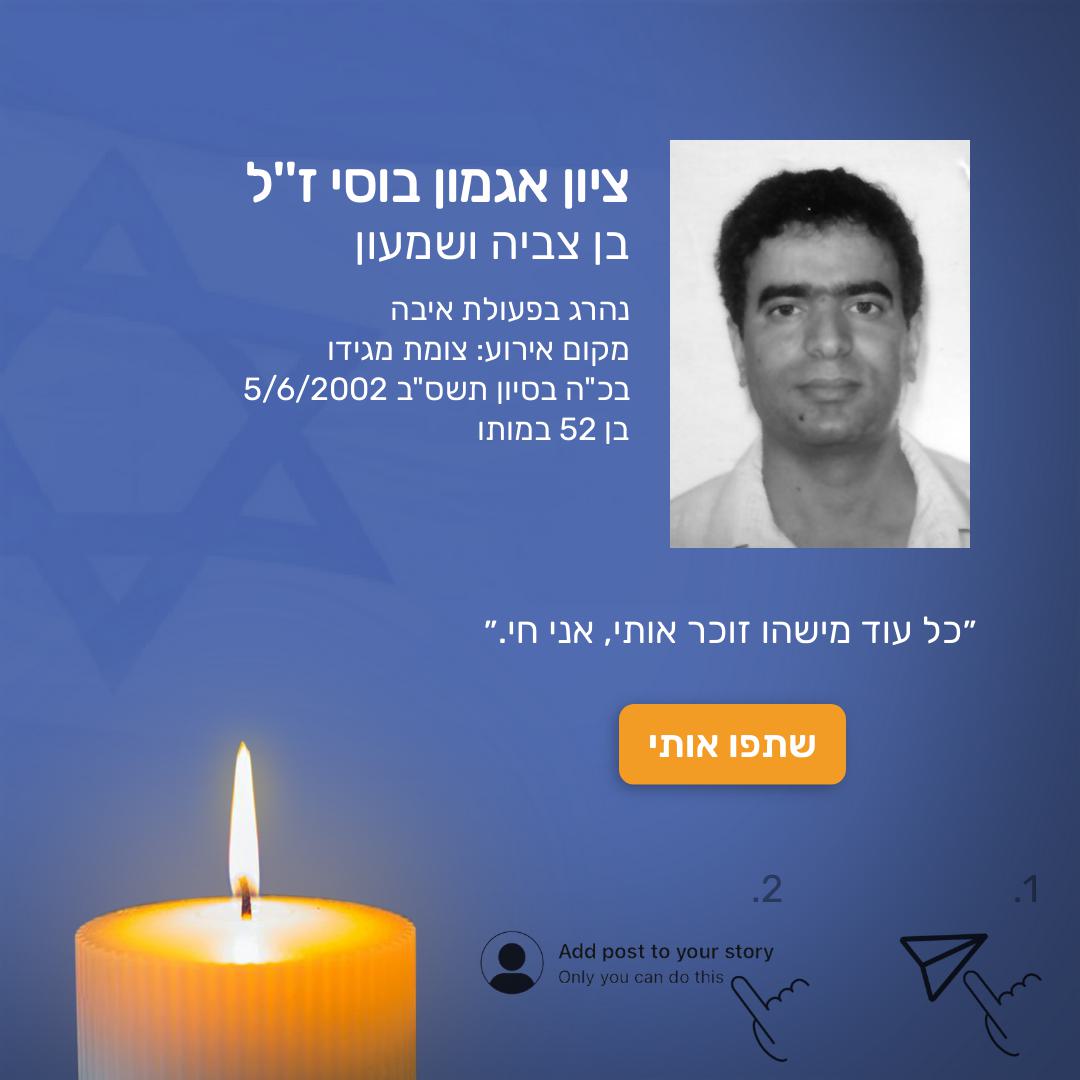 ציון אגמון בוסי ז"ל
בן צביה ושמעון
נהרג בפעולת איבה
מקום אירוע: צומת מגידו
בכ"ה בסיון תשס"ב 5/6/2002
בן 52 במותו
"כל עוד מישהו זוכר אותי, אני חי."
שתפו אותי
1.
2.
Add post to your story
Only you can do this